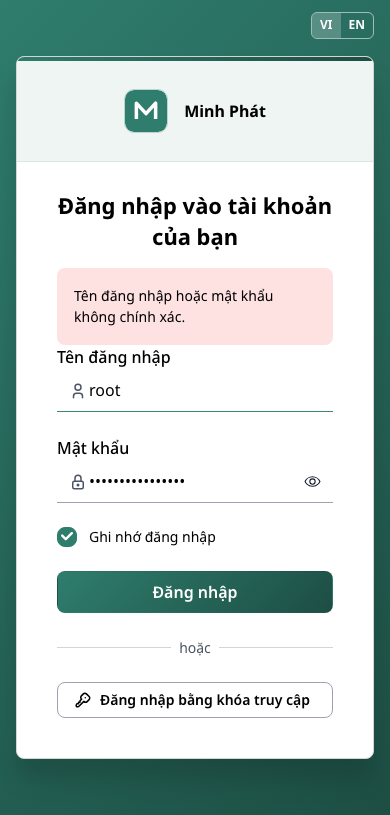 VI EN
Minh Phát
Đăng nhập vào tài khoản
của bạn
Tên đăng nhập hoặc mật khẩu
không chính xác.
Tên đăng nhập
root
Mật khẩu
••••••••••••••••
Ghi nhớ đăng nhập
Đăng nhập
hoặc
Đăng nhập bằng khóa truy cập